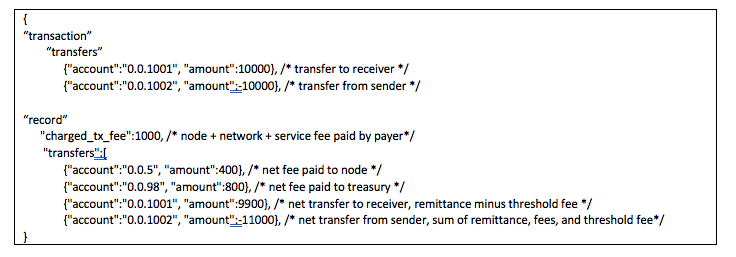 {
“transaction”
“transfers”
{"account":"0.0.1001", "amount":10000}, /* transfer to receiver */
{"account":"0.0.1002", "amount":-10000}, /* transfer from sender */
“record”
"charged_tx_fee":1000, /* node + network + service fee paid by payer*/
"transfers":[
{"account":"0.0.5", "amount":400}, /* net fee paid to node */
{"account":"0.0.98", "amount":800}, /* net fee paid to treasury */
{"account":"0.0.1001", "amount":9900}, /* net transfer to receiver, remittance minus threshold fee */
{"account":"0.0.1002", "amount":-11000}, /* net transfer from sender, sum of remittance, fees, and threshold fee*/
}